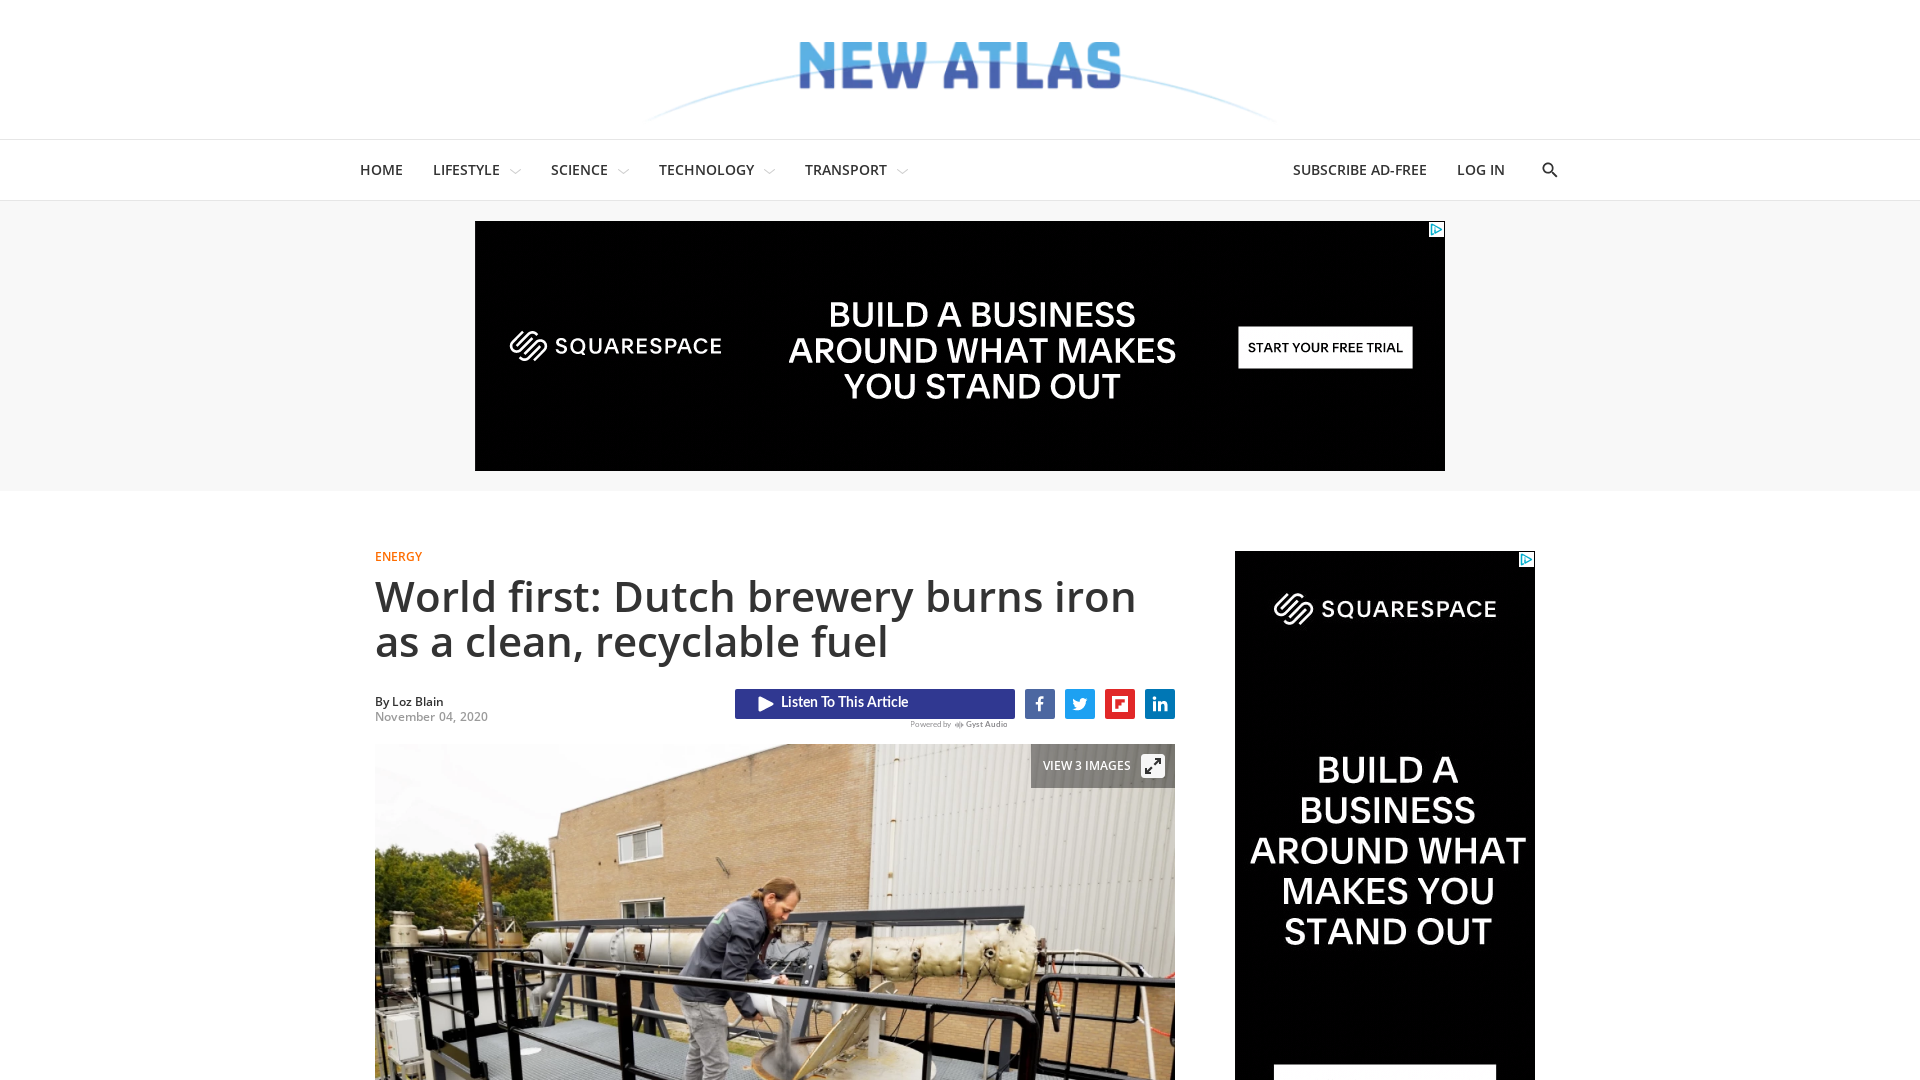 NEW ATLAS
HOME
LIFESTYLE
SCIENCE
TECHNOLOGY
TRANSPORT
SUBSCRIBE AD-FREE
LOG IN
SQUARESPACE
BUILD A BUSINESS
AROUND WHAT MAKES
YOU STAND OUT
START YOUR FREE TRIAL
ENERGY
World first: Dutch brewery burns iron
as a clean, recyclable fuel
By Loz Blain
November 04, 2020
Listen To This Article
Powered by Gyst Audio
VIEW 3 IMAGES
SQUARESPACE
BUILD A
BUSINESS
AROUND WHAT
MAKES YOU
STAND OUT